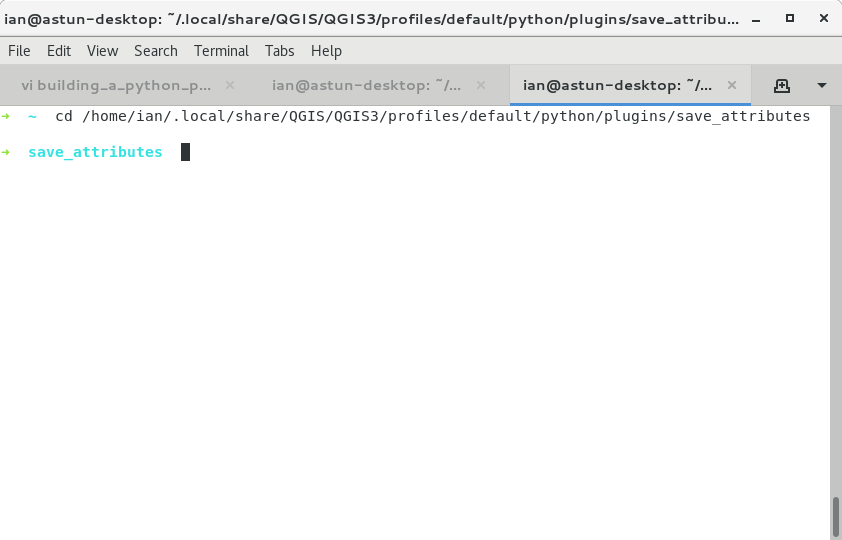 ian@astun-desktop: ~/.local/share/QGIS/QGIS3/profiles/default/python/plugins/save_attribu...
File Edit View Search Terminal Tabs Help
vi building_a_python_p... × ian@astun-desktop: ~/... × ian@astun-desktop: ~/... ×
➜ ~ cd /home/ian/.local/share/QGIS/QGIS3/profiles/default/python/plugins/save_attributes
➜ save_attributes